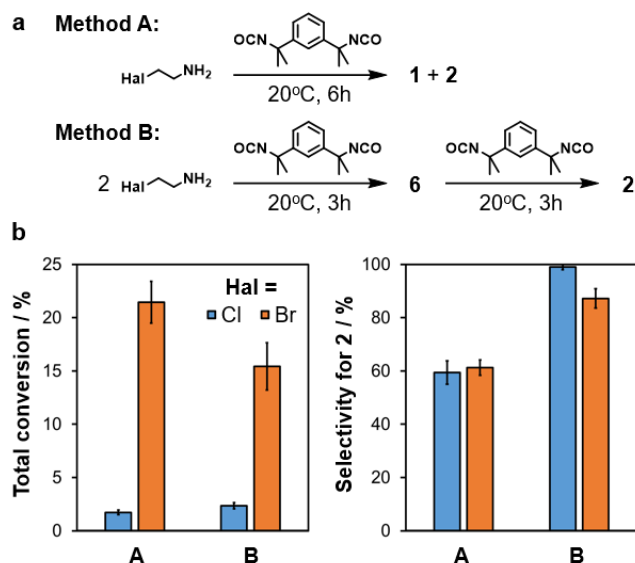 a
Method A:
OCN NCO
Hal NH2
20°C, 6h
1 + 2
Method B:
OCN NCO OCN NCO
2 Hal NH2
20°C, 3h
6
20°C, 3h
2
b
Total conversion / %
25
20
15
10
5
0
Hal =
Cl Br
A B
Selectivity for 2 / %
100
80
60
40
20
0
A B